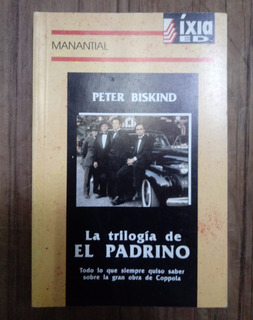 íxia
ED.
MANANTIAL
PETER BISKIND
La trilogía de
EL PADRINO
Todo lo que siempre quiso saber
sobre la gran obra de Coppola